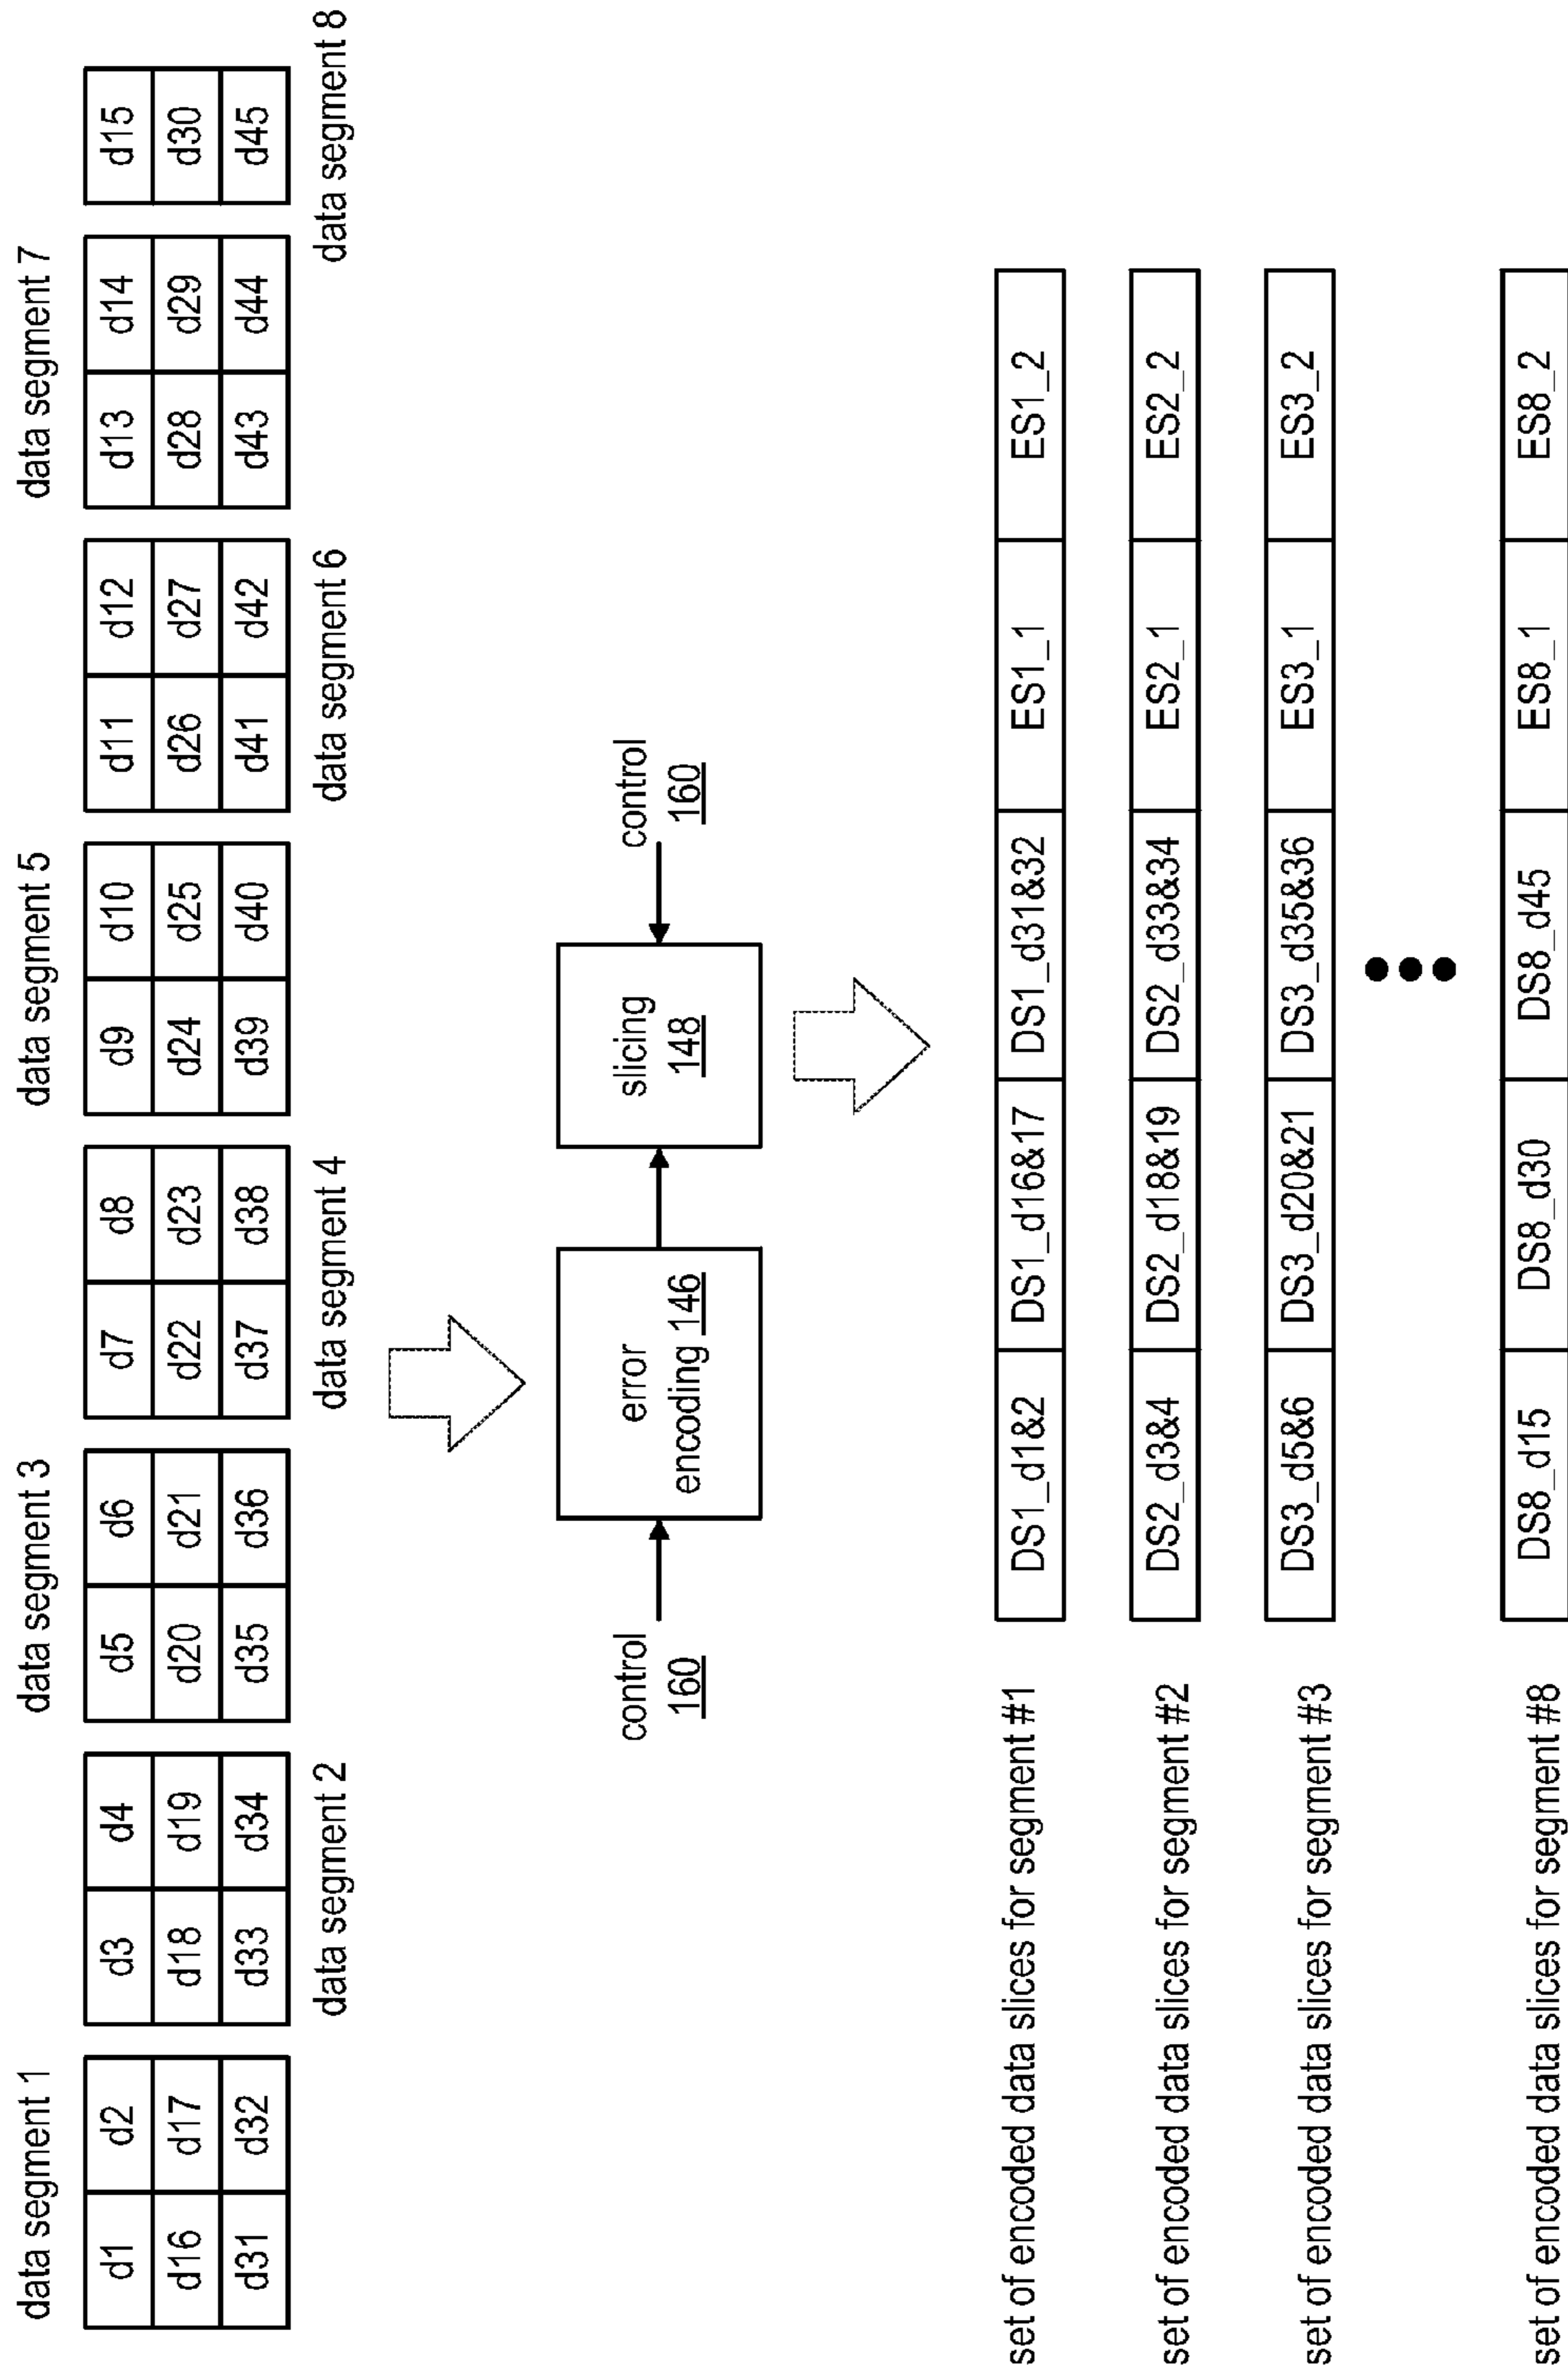 data segment 1
data segment 3
data segment 5
data segment 7
d1 d2 d3 d4 d5 d6 d7 d8 d9 d10 d11 d12 d13 d14 d15
d16 d17 d18 d19 d20 d21 d22 d23 d24 d25 d26 d27 d28 d29 d30
d31 d32 d33 d34 d35 d36 d37 d38 d39 d40 d41 d42 d43 d44 d45
data segment 2
data segment 4
data segment 6
data segment 8
control
160
error
encoding 146
slicing
148
control
160
set of encoded data slices for segment #1
DS1_d1&2 DS1_d16&17 DS1_d31&32 ES1_1 ES1_2
set of encoded data slices for segment #2
DS2_d3&4 DS2_d18&19 DS2_d33&34 ES2_1 ES2_2
set of encoded data slices for segment #3
DS3_d5&6 DS3_d20&21 DS3_d35&36 ES3_1 ES3_2
set of encoded data slices for segment #8
DS8_d15 DS8_d30 DS8_d45 ES8_1 ES8_2